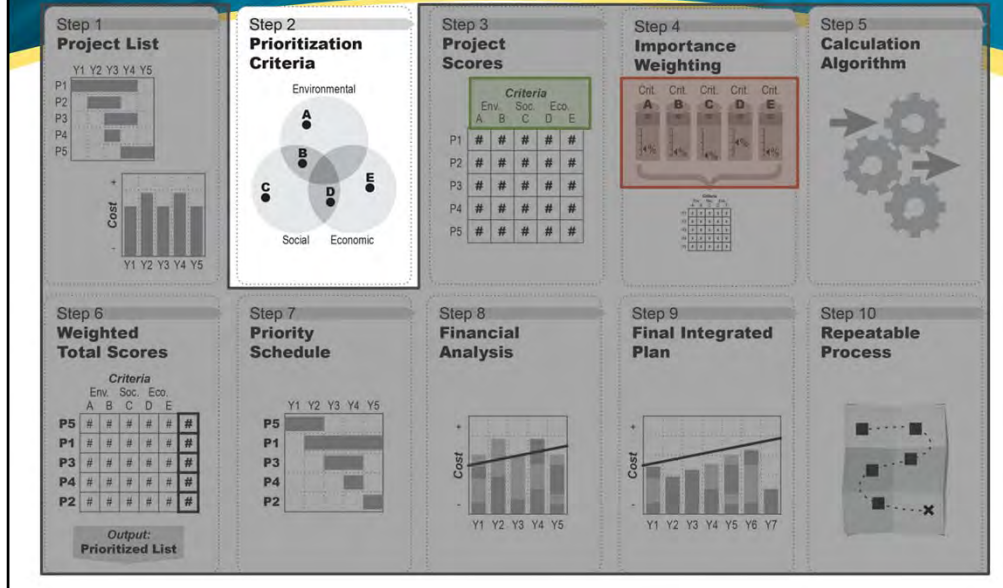 Step 1
Project List
Y1 Y2 Y3 Y4 Y5
P1
P2
P3
P4
P5
+
Cost
-
Y1 Y2 Y3 Y4 Y5
Step 2
Prioritization
Criteria
Environmental
A
B
C
D
E
Social
Economic
Step 3
Project
Scores
Criteria
Env. Soc. Eco.
A B C D E
P1 # # # # #
P2 # # # # #
P3 # # # # #
P4 # # # # #
P5 # # # # #
Step 4
Importance
Weighting
Crit. Crit. Crit. Crit. Crit.
A B C D E
% % % % %
Step 5
Calculation
Algorithm
Step 6
Weighted
Total Scores
Criteria
Env. Soc. Eco.
A B C D E
P5 # # # # # #
P1 # # # # # #
P3 # # # # # #
P4 # # # # # #
P2 # # # # # #
Output:
Prioritized List
Step 7
Priority
Schedule
Y1 Y2 Y3 Y4 Y5
P5
P1
P3
P4
P2
Step 8
Financial
Analysis
+
Cost
-
Y1 Y2 Y3 Y4 Y5
Step 9
Final Integrated
Plan
+
Cost
-
Y1 Y2 Y3 Y4 Y5 Y6 Y7
Step 10
Repeatable
Process